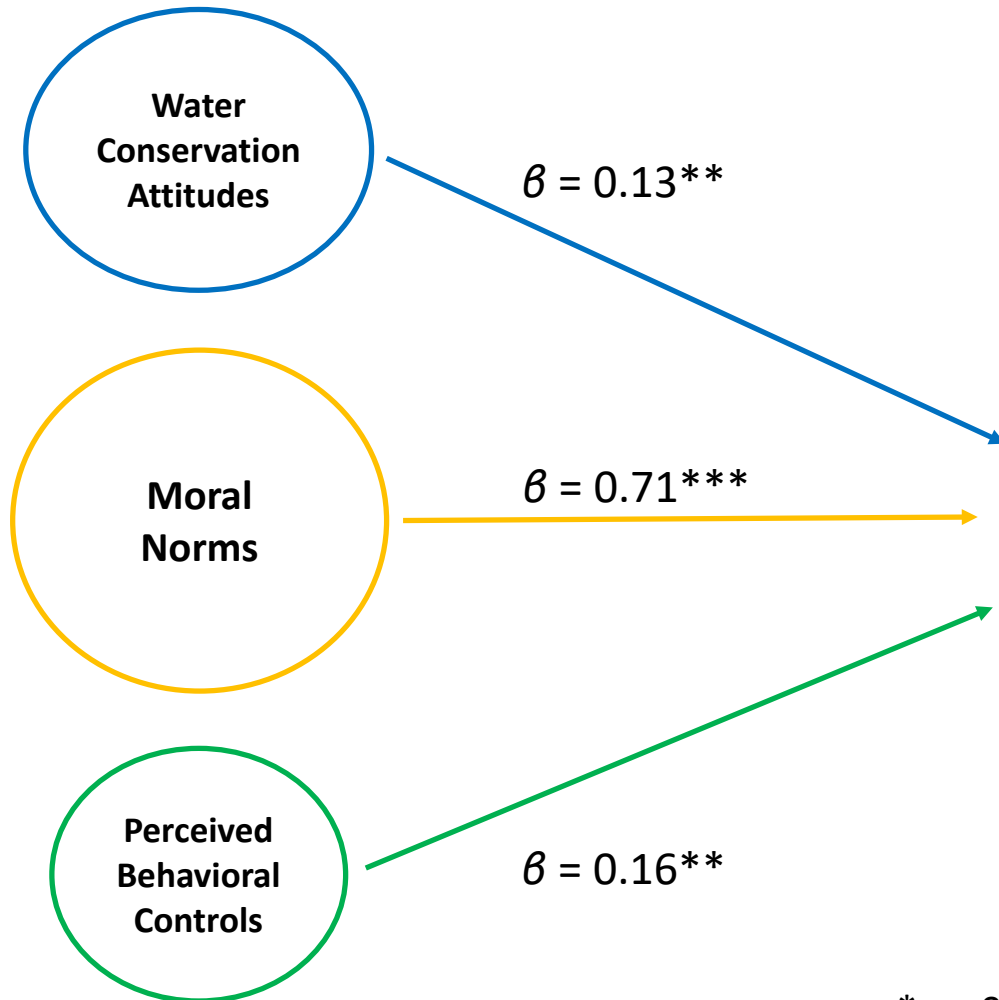 Water
Conservation
Attitudes
β = 0.13**
Moral
Norms
β = 0.71***
Perceived
Behavioral
Controls
β = 0.16**
*